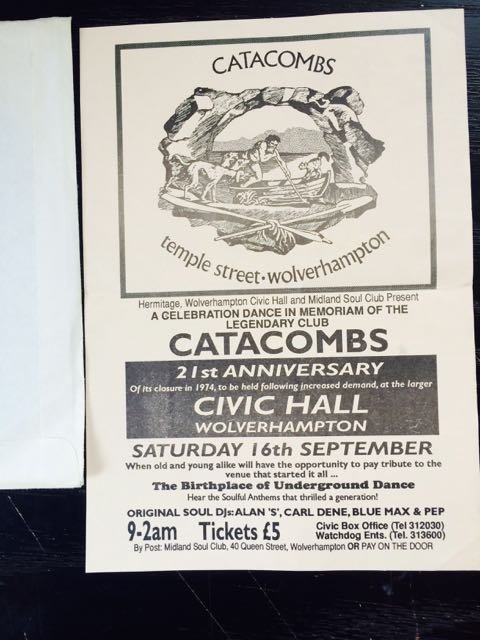 CATACOMBS
temple street · wolverhampton
Hermitage, Wolverhampton Civic Hall and Midland Soul Club Present
A CELEBRATION DANCE IN MEMORIAM OF THE
LEGENDARY CLUB
CATACOMBS
21st ANNIVERSARY
Of its closure in 1974, to be held following increased demand, at the larger
CIVIC HALL
WOLVERHAMPTON
SATURDAY 16th SEPTEMBER
When old and young alike will have the opportunity to pay tribute to the
venue that started it all ...
The Birthplace of Underground Dance
Hear the Soulful Anthems that thrilled a generation!
ORIGINAL SOUL DJs: ALAN 'S', CARL DENE, BLUE MAX & PEP
9-2am Tickets £5
Civic Box Office (Tel 312030)
Watchdog Ents. (Tel. 313600)
By Post: Midland Soul Club, 40 Queen Street, Wolverhampton OR PAY ON THE DOOR